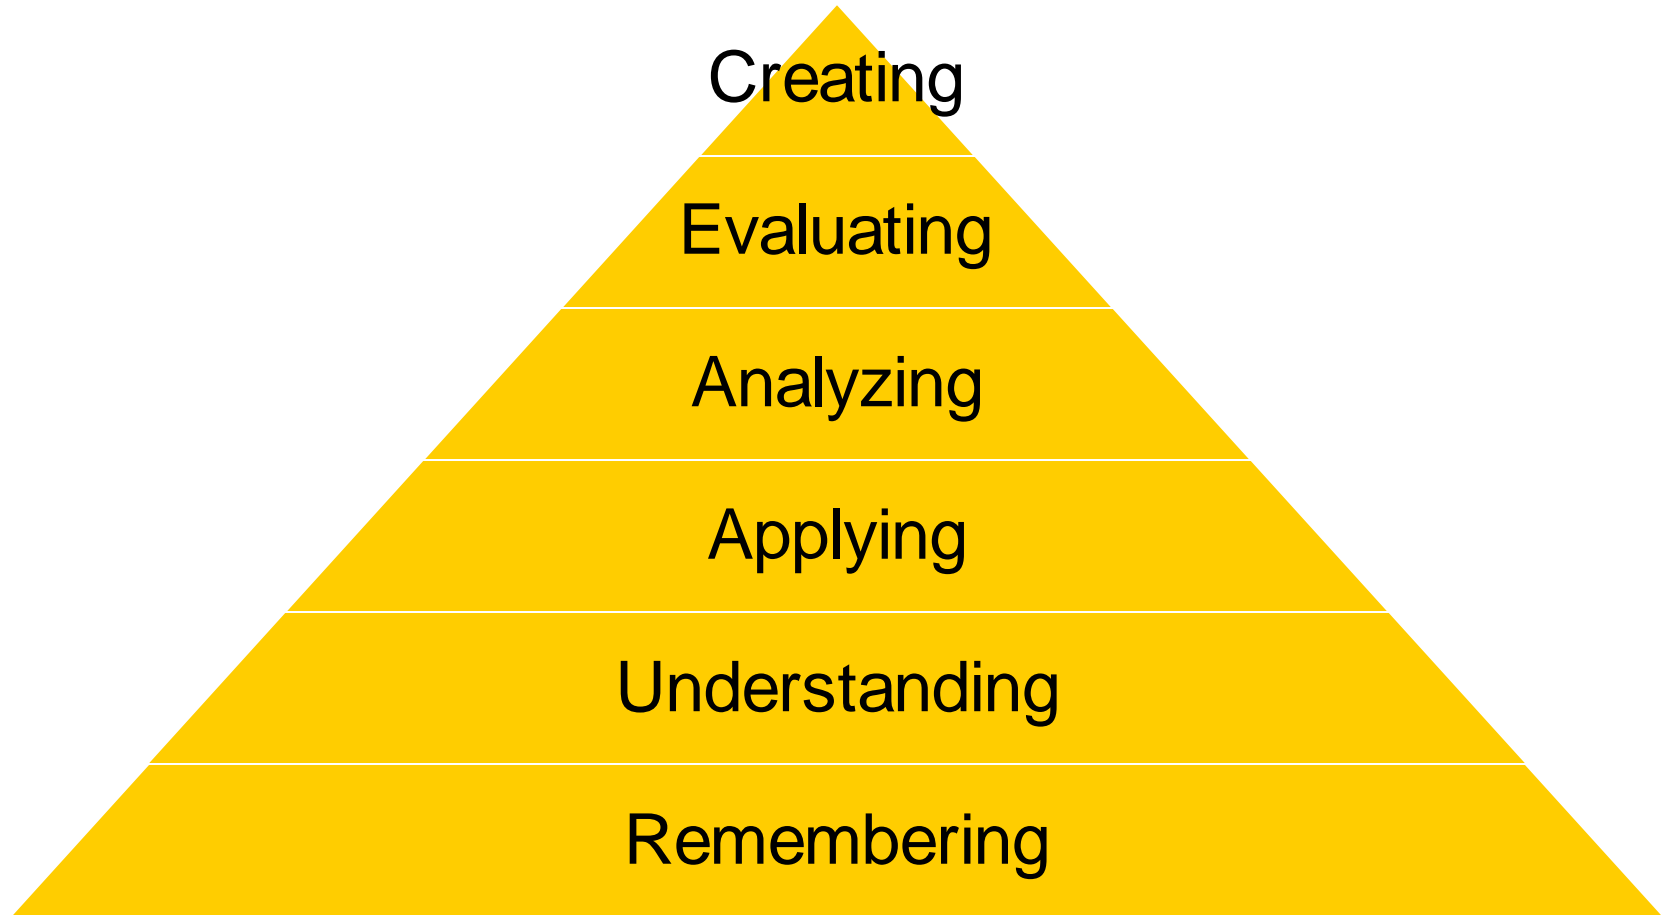 Creating
Evaluating
Analyzing
Applying
Understanding
Remembering